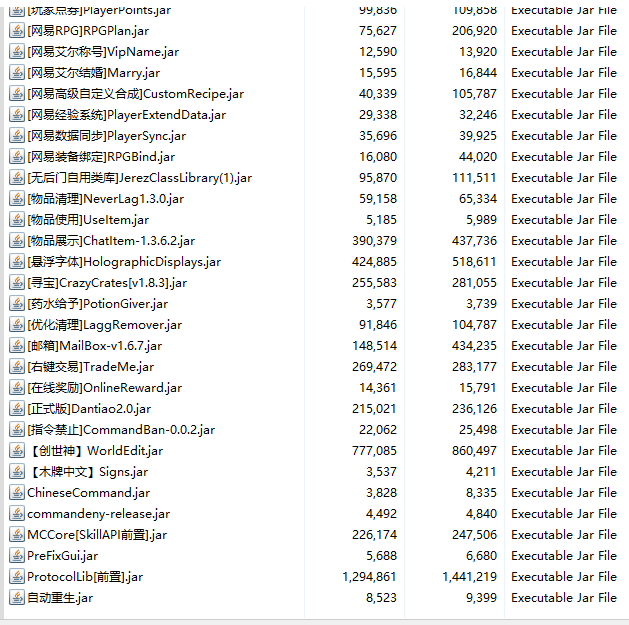 [玩家点券]PlayerPoints.jar 99,836 109,858 Executable Jar File
[网易RPG]RPGPlan.jar 75,627 206,920 Executable Jar File
[网易艾尔称号]VipName.jar 12,590 13,920 Executable Jar File
[网易艾尔结婚]Marry.jar 15,595 16,844 Executable Jar File
[网易高级自定义合成]CustomRecipe.jar 40,339 105,787 Executable Jar File
[网易经验系统]PlayerExtendData.jar 29,338 32,246 Executable Jar File
[网易数据同步]PlayerSync.jar 35,696 39,925 Executable Jar File
[网易装备绑定]RPGBind.jar 16,080 44,020 Executable Jar File
[无后门自用类库]JerezClassLibrary(1).jar 95,870 111,511 Executable Jar File
[物品清理]NeverLag1.3.0.jar 59,158 65,334 Executable Jar File
[物品使用]UseItem.jar 5,185 5,989 Executable Jar File
[物品展示]ChatItem-1.3.6.2.jar 390,379 437,736 Executable Jar File
[悬浮字体]HolographicDisplays.jar 424,885 518,611 Executable Jar File
[寻宝]CrazyCrates[v1.8.3].jar 255,583 281,055 Executable Jar File
[药水给予]PotionGiver.jar 3,577 3,739 Executable Jar File
[优化清理]LaggRemover.jar 91,846 104,787 Executable Jar File
[邮箱]MailBox-v1.6.7.jar 148,514 434,235 Executable Jar File
[右键交易]TradeMe.jar 269,472 283,177 Executable Jar File
[在线奖励]OnlineReward.jar 14,361 15,791 Executable Jar File
[正式版]Dantiao2.0.jar 215,021 236,126 Executable Jar File
[指令禁止]CommandBan-0.0.2.jar 22,062 25,498 Executable Jar File
【创世神】WorldEdit.jar 777,085 860,497 Executable Jar File
【木牌中文】Signs.jar 3,537 4,211 Executable Jar File
ChineseCommand.jar 3,828 8,335 Executable Jar File
commandeny-release.jar 4,492 4,840 Executable Jar File
MCCore[SkillAPI前置].jar 226,174 247,506 Executable Jar File
PreFixGui.jar 5,688 6,680 Executable Jar File
ProtocolLib[前置].jar 1,294,861 1,441,219 Executable Jar File
自动重生.jar 8,523 9,399 Executable Jar File